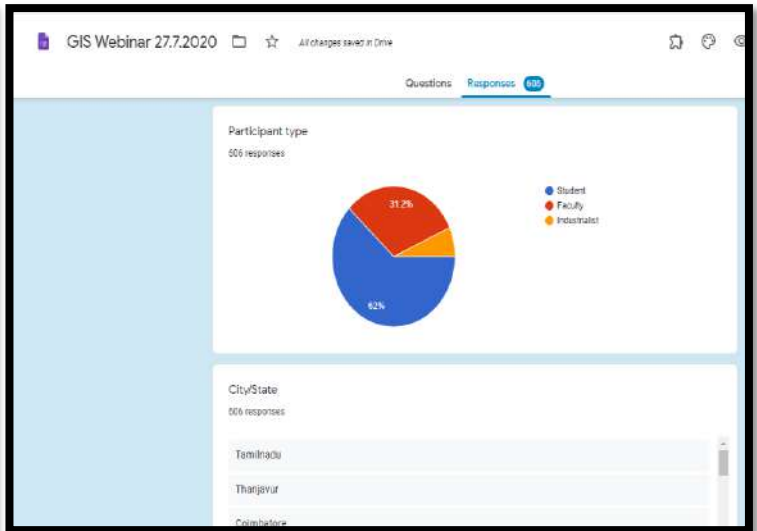 GIS Webinar 27.7.2020
All changes saved in Drive
Questions Responses 606
Participant type
606 responses
31.2%
62%
Student
Faculty
Industrialist
City/State
606 responses
Tamilnadu
Thanjavur
Coimbatore